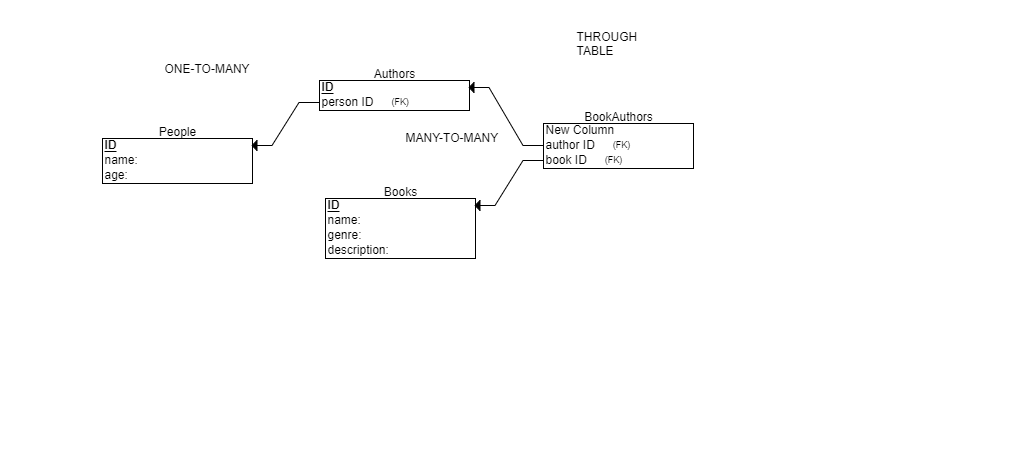 THROUGH
TABLE
ONE-TO-MANY
Authors
ID
person ID (FK)
BookAuthors
New Column
author ID (FK)
book ID (FK)
MANY-TO-MANY
People
ID
name:
age:
Books
ID
name:
genre:
description: